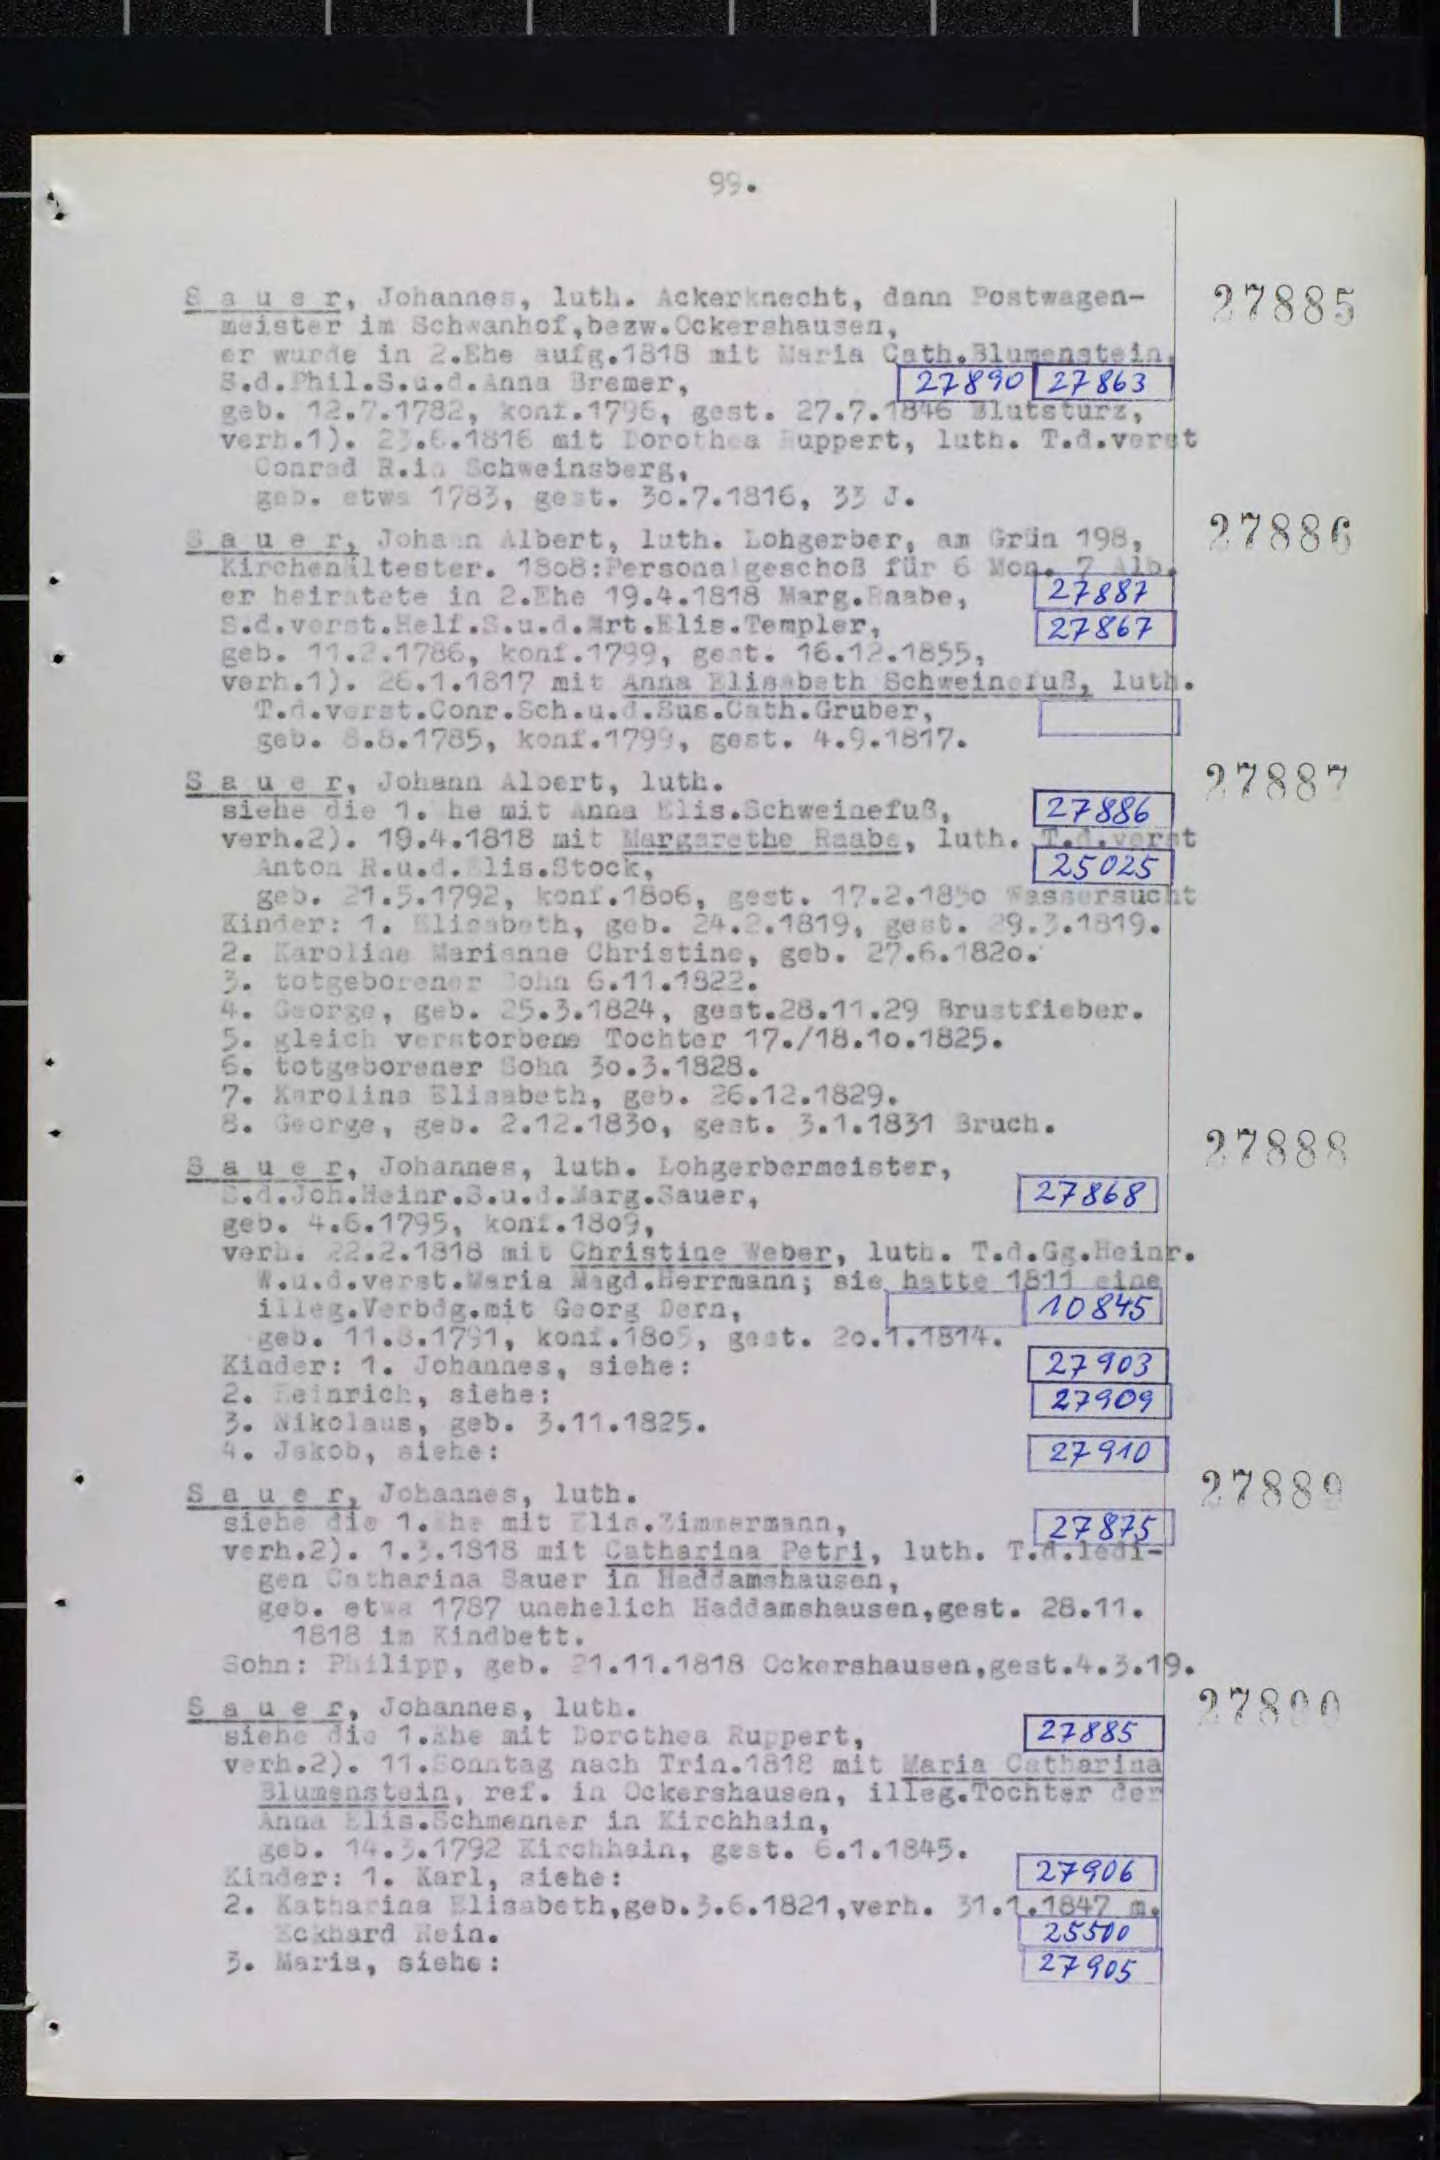 99.
S a u e r, Johannes, luth. Ackerknecht, dann Postwagen- 27885
meister im Schwanhof,bezw.Ockershausen,
er wurde in 2.Ehe aufg.1818 mit Maria Cath.Blumenstein,
S.d.Phil.S.u.d.Anna Bremer, 27890 27863
geb. 12.7.1782, konf.1796, gest. 27.7.1846 Blutsturz,
verh.1). 23.6.1816 mit Dorothea Ruppert, luth. T.d.verst
Conrad R.in Schweinsberg,
geb. etwa 1783, gest. 30.7.1816, 33 J.
S a u e r, Johann Albert, luth. Lohgerber, am Grün 198, 27886
Kirchenältester. 1808:Personalgeschoß für 6 Mon. 7 Alb.
er heiratete in 2.Ehe 19.4.1818 Marg.Raabe, 27887
S.d.verst.Helf.S.u.d.Mrt.Elis.Templer, 27867
geb. 11.2.1786, konf.1799, gest. 16.12.1855,
verh.1). 26.1.1817 mit Anna Elisabeth Schweinefuß, luth.
T.d.verst.Conr.Sch.u.d.Sus.Cath.Gruber,
geb. 8.8.1785, konf.1799, gest. 4.9.1817.
S a u e r, Johann Albert, luth. 27887
siehe die 1. he mit Anna Elis.Schweinefuß, 27886
verh.2). 19.4.1818 mit Margarethe Raabe, luth. T.d.verst
Anton R.u.d.Elis.Stock, 25025
geb. 21.5.1792, konf.1806, gest. 17.2.1850 Wassersucht
Kinder: 1. Elisabeth, geb. 24.2.1819, gest. 29.3.1819.
2. Karoline Marianne Christine, geb. 27.6.1820.
3. totgeborener Sohn 6.11.1822.
4. George, geb. 25.3.1824, gest.28.11.29 Brustfieber.
5. gleich verstorbene Tochter 17./18.10.1825.
6. totgeborener Sohn 30.3.1828.
7. Karolina Elisabeth, geb. 26.12.1829.
8. George, geb. 2.12.1830, gest. 3.1.1831 Bruch.
S a u e r, Johannes, luth. Lohgerbermeister, 27888
S.d.Joh.Heinr.S.u.d.Marg.Sauer, 27868
geb. 4.6.1795, konf.1809,
verh. 22.2.1818 mit Christine Weber, luth. T.d.Gg.Heinr.
W.u.d.verst.Maria Magd.Herrmann; sie hatte 1811 eine
illeg.Verbdg.mit Georg Dern, 10845
geb. 11.8.1791, konf.1805, gest. 20.1.1814.
Kinder: 1. Johannes, siehe: 27903
2. Heinrich, siehe: 27909
3. Nikolaus, geb. 3.11.1825.
4. Jakob, siehe: 27910
S a u e r, Johannes, luth. 27889
siehe die 1.Ehe mit Elis.Zimmermann, 27875
verh.2). 1.3.1818 mit Catharina Petri, luth. T.d.ledi-
gen Catharina Sauer in Haddamshausen,
geb. etwa 1787 unehelich Haddamshausen,gest. 28.11.
1818 im Kindbett.
Sohn: Philipp, geb. 21.11.1818 Ockershausen,gest.4.3.19.
S a u e r, Johannes, luth. 27890
siehe die 1.Ehe mit Dorothea Ruppert, 27885
verh.2). 11.Sonntag nach Trin.1818 mit Maria Catharina
Blumenstein, ref. in Ockershausen, illeg.Tochter der
Anna Elis.Schmenner in Kirchhain,
geb. 14.3.1792 Kirchhain, gest. 6.1.1845.
Kinder: 1. Karl, siehe: 27906
2. Katharina Elisabeth,geb.3.6.1821,verh. 31.1.1847 m.
Eckhard Rein. 25500
3. Maria, siehe: 27905